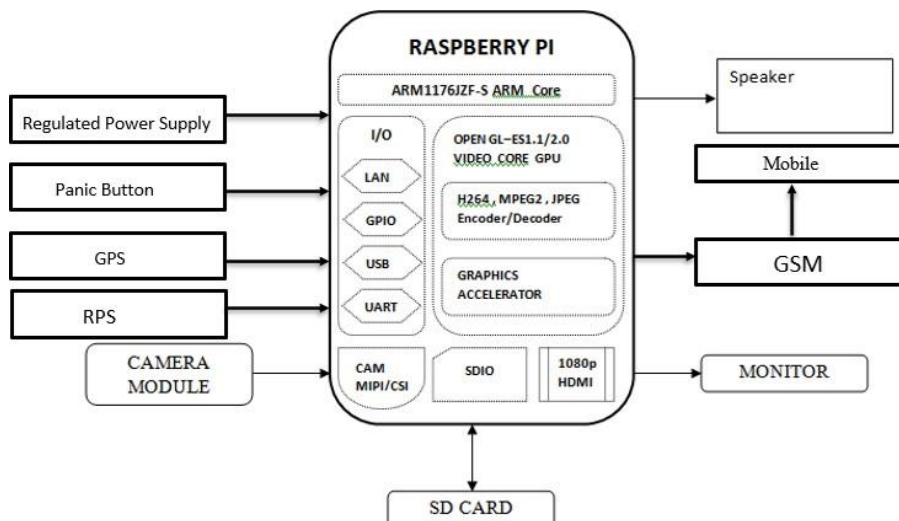 RASPBERRY PI
ARM1176JZF-S ARM Core
Regulated Power Supply
Panic Button
GPS
RPS
CAMERA
MODULE
I/O
LAN
GPIO
USB
UART
OPEN GL–ES1.1/2.0
VIDEO CORE GPU
H264 , MPEG2 , JPEG
Encoder/Decoder
GRAPHICS
ACCELERATOR
CAM
MIPI/CSI
SDIO
1080p
HDMI
Speaker
Mobile
GSM
MONITOR
SD CARD